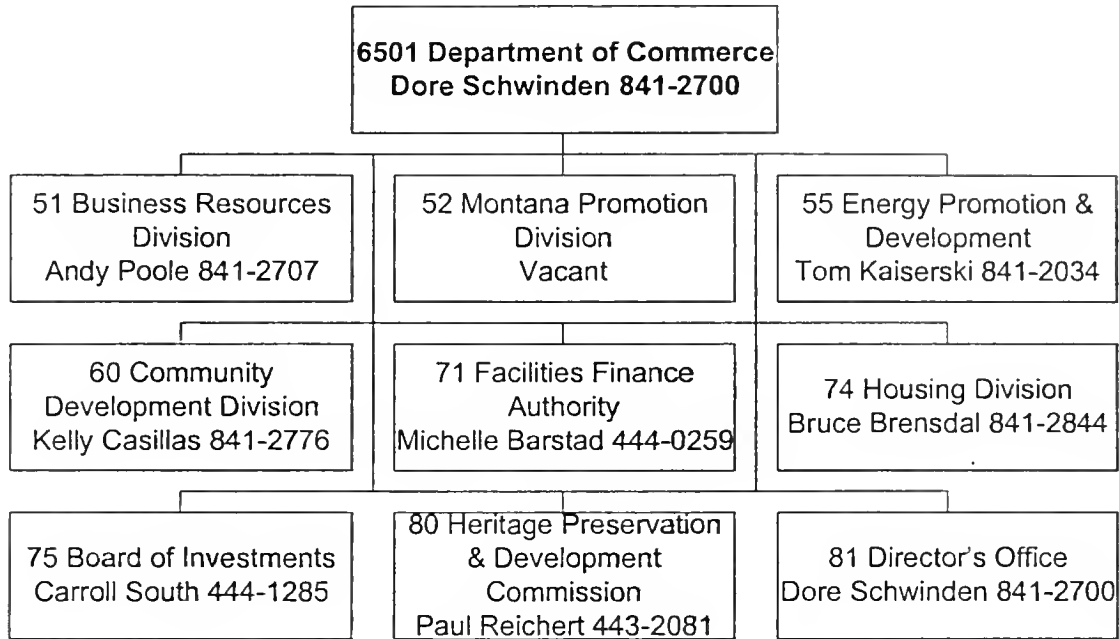 6501 Department of Commerce
Dore Schwinden 841-2700
51 Business Resources
Division
Andy Poole 841-2707
52 Montana Promotion
Division
Vacant
55 Energy Promotion &
Development
Tom Kaiserski 841-2034
60 Community
Development Division
Kelly Casillas 841-2776
71 Facilities Finance
Authority
Michelle Barstad 444-0259
74 Housing Division
Bruce Brensdal 841-2844
75 Board of Investments
Carroll South 444-1285
80 Heritage Preservation
& Development
Commission
Paul Reichert 443-2081
81 Director's Office
Dore Schwinden 841-2700